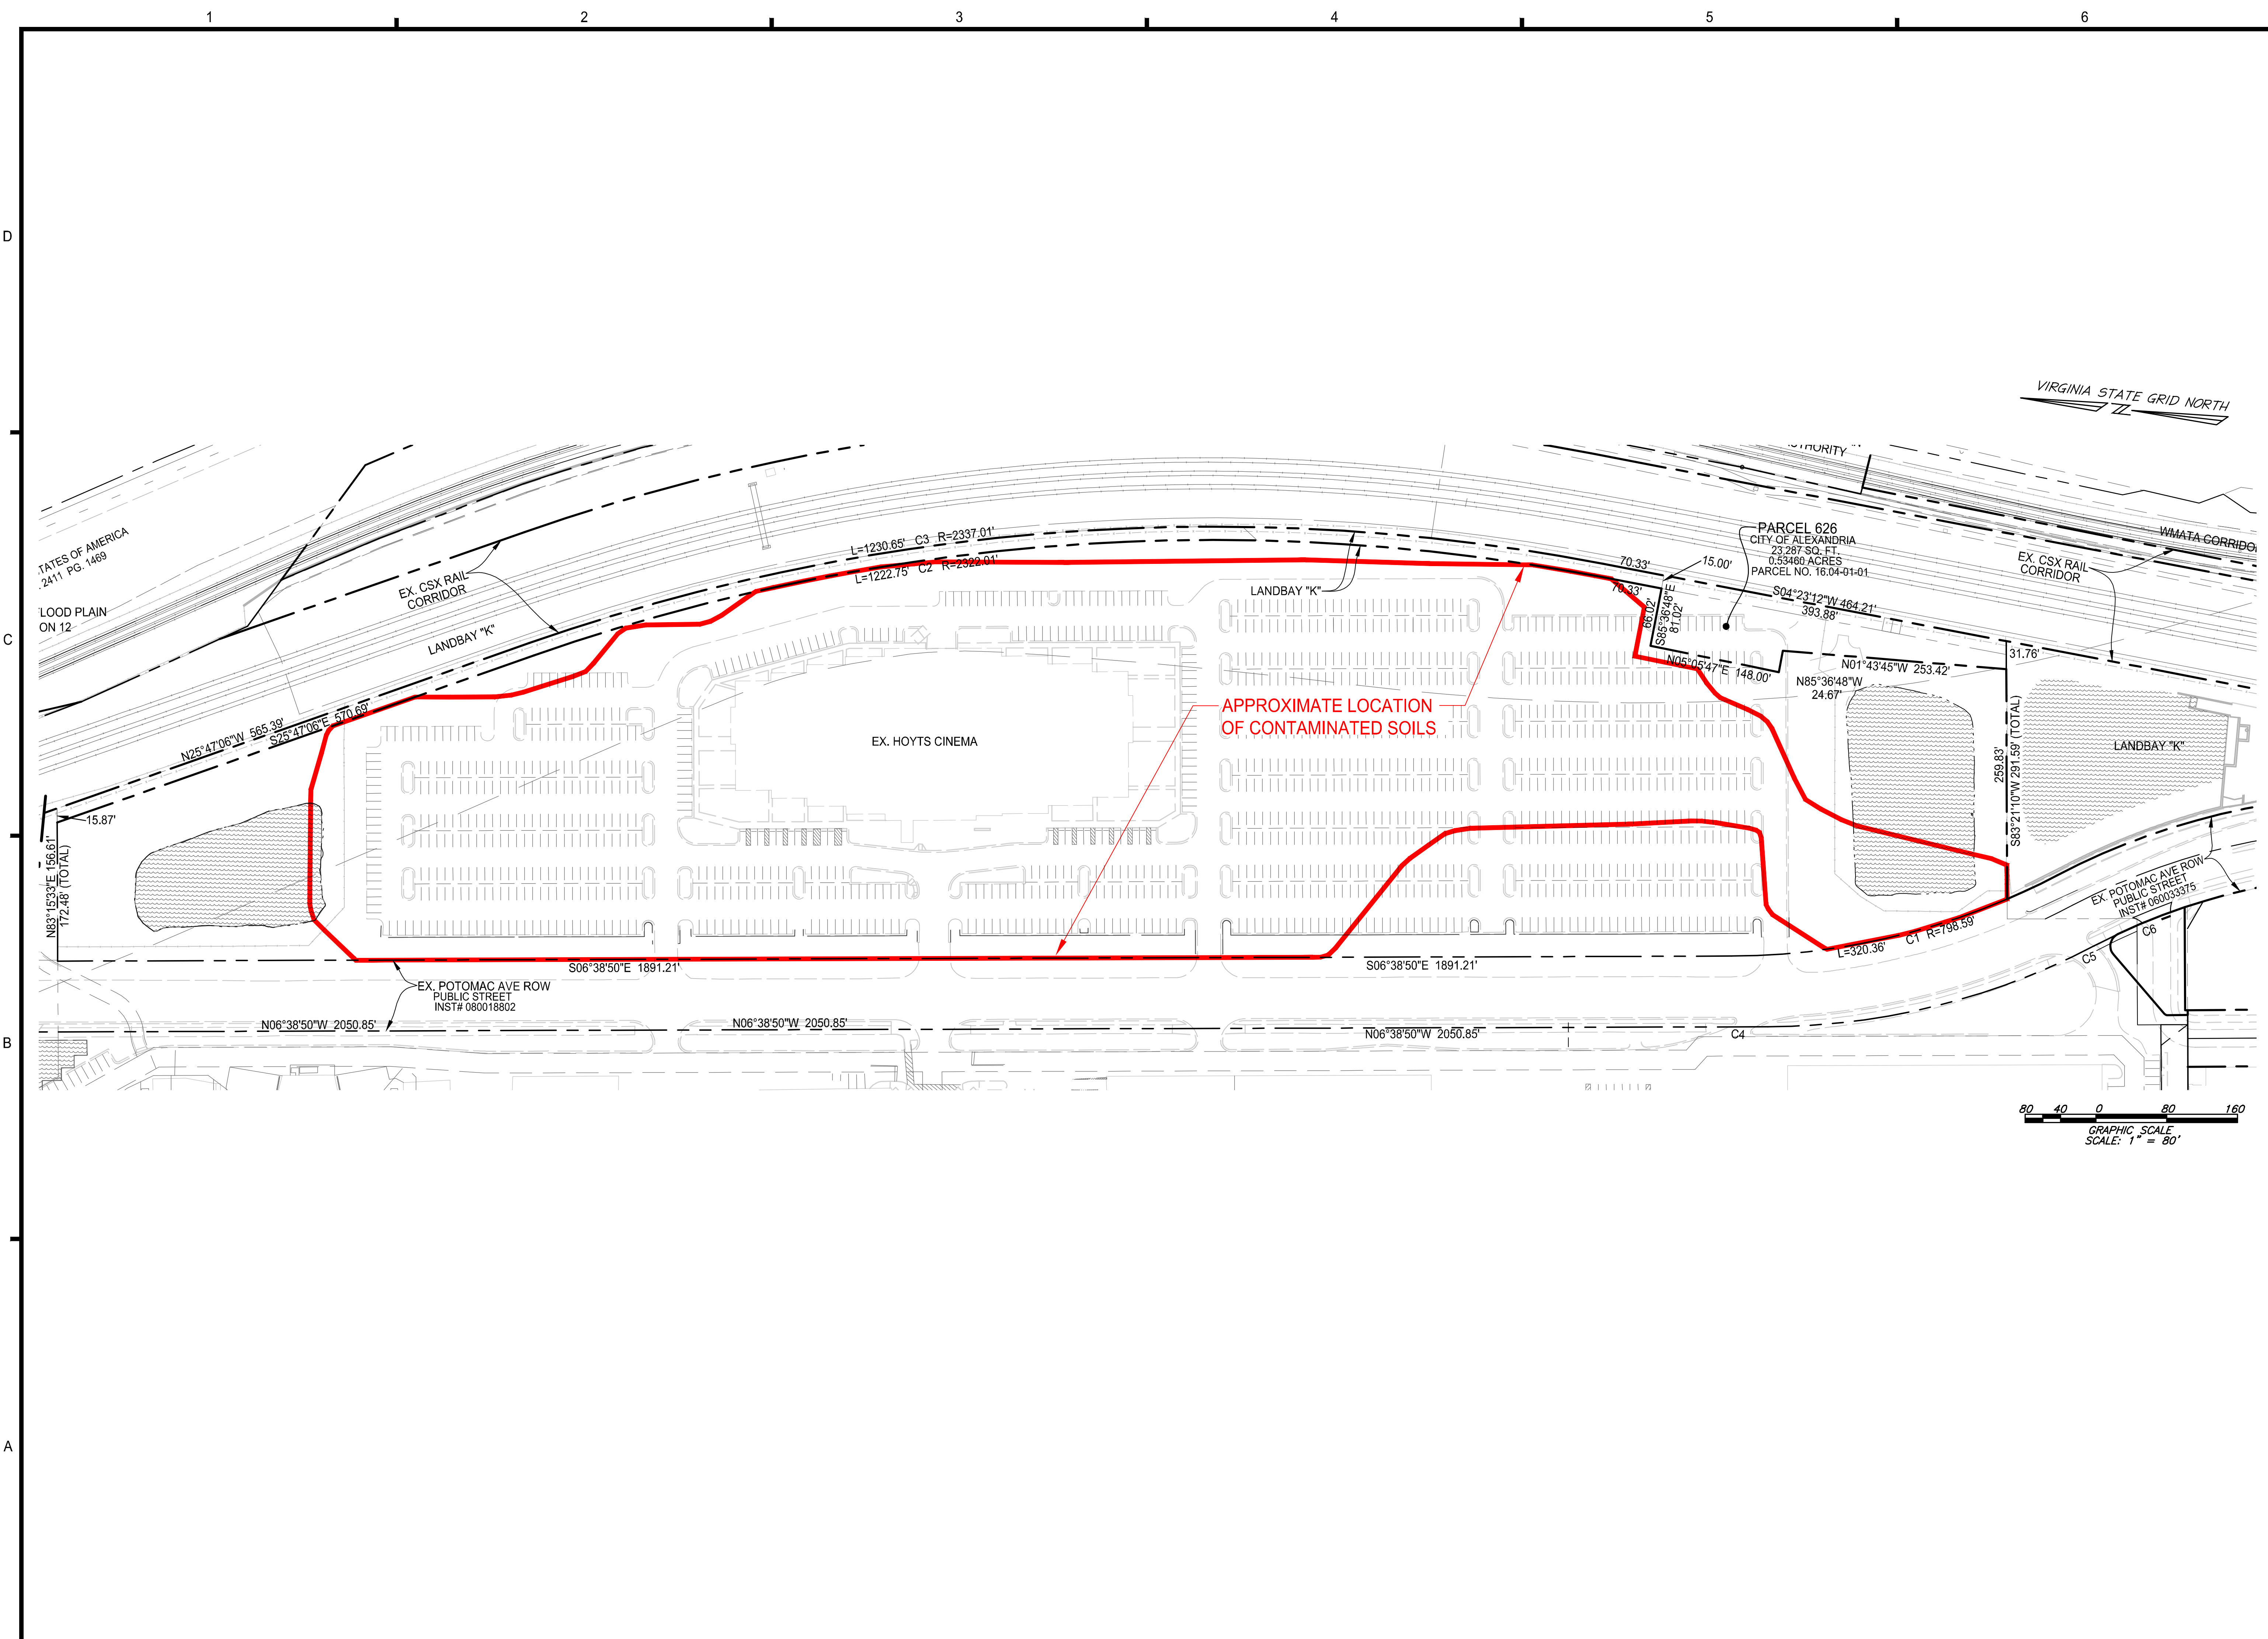 1 2 3 4 5 6
D
C
B
A
VIRGINIA STATE GRID NORTH
TATES OF AMERICA
2411 PG. 1469
LOOD PLAIN
ON 12
EX. CSX RAIL
CORRIDOR
LANDBAY "K"
N25°47'06"W 565.39'
S25°47'06"E 570.69'
15.87'
N83°15'33"E 156.61'
172.48' (TOTAL)
L=1230.65' C3 R=2337.01'
L=1222.75' C2 R=2322.01'
LANDBAY "K"
EX. HOYTS CINEMA
APPROXIMATE LOCATION
OF CONTAMINATED SOILS
70.33'
70.33'
15.00'
66.02'
S85°36'48"E
81.02'
PARCEL 626
CITY OF ALEXANDRIA
23,287 SQ. FT.
0.53460 ACRES
PARCEL NO. 16.04-01-01
S04°23'12"W 464.21'
393.88'
N05°05'47"E 148.00'
N85°36'48"W
24.67'
N01°43'45"W 253.42'
31.76'
259.83'
S83°21'10"W 291.59' (TOTAL)
THORITY
WMATA CORRIDO
EX. CSX RAIL
CORRIDOR
LANDBAY "K"
EX. POTOMAC AVE ROW
PUBLIC STREET
INST# 060033375
C6
C5
L=320.36' C1 R=798.59'
S06°38'50"E 1891.21'
S06°38'50"E 1891.21'
EX. POTOMAC AVE ROW
PUBLIC STREET
INST# 080018802
N06°38'50"W 2050.85'
N06°38'50"W 2050.85'
N06°38'50"W 2050.85'
C4
80 40 0 80 160
GRAPHIC SCALE
SCALE: 1" = 80'